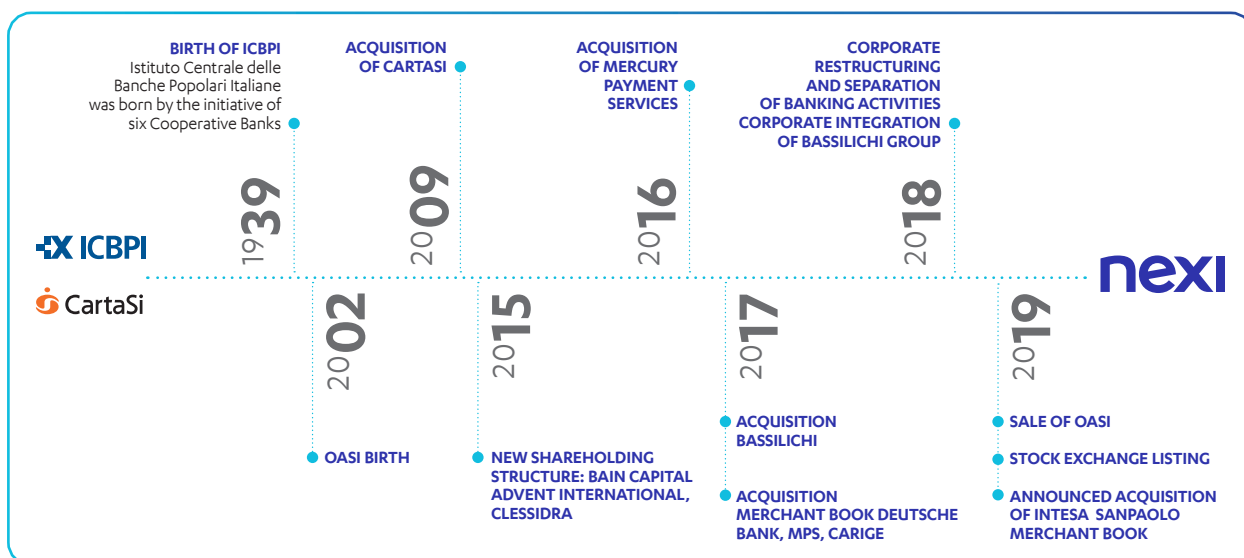 BIRTH OF ICBPI
Istituto Centrale delle
Banche Popolari Italiane
was born by the initiative of
six Cooperative Banks
1939
ACQUISITION
OF CARTASI
2009
ACQUISITION
OF MERCURY
PAYMENT
SERVICES
2016
CORPORATE
RESTRUCTURING
AND SEPARATION
OF BANKING ACTIVITIES
CORPORATE INTEGRATION
OF BASSILICHI GROUP
2018
ICBPI
CartaSi
nexi
2002
OASI BIRTH
2015
NEW SHAREHOLDING
STRUCTURE: BAIN CAPITAL
ADVENT INTERNATIONAL,
CLESSIDRA
2017
ACQUISITION
BASSILICHI
ACQUISITION
MERCHANT BOOK DEUTSCHE
BANK, MPS, CARIGE
2019
SALE OF OASI
STOCK EXCHANGE LISTING
ANNOUNCED ACQUISITION
OF INTESA SANPAOLO
MERCHANT BOOK